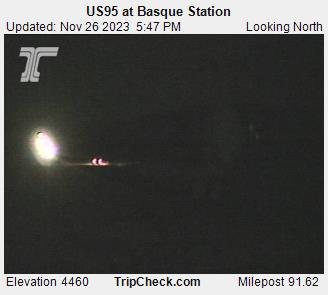 US95 at Basque Station
Updated: Nov 26 2023 5:47 PM Looking North
Elevation 4460 TripCheck.com Milepost 91.62